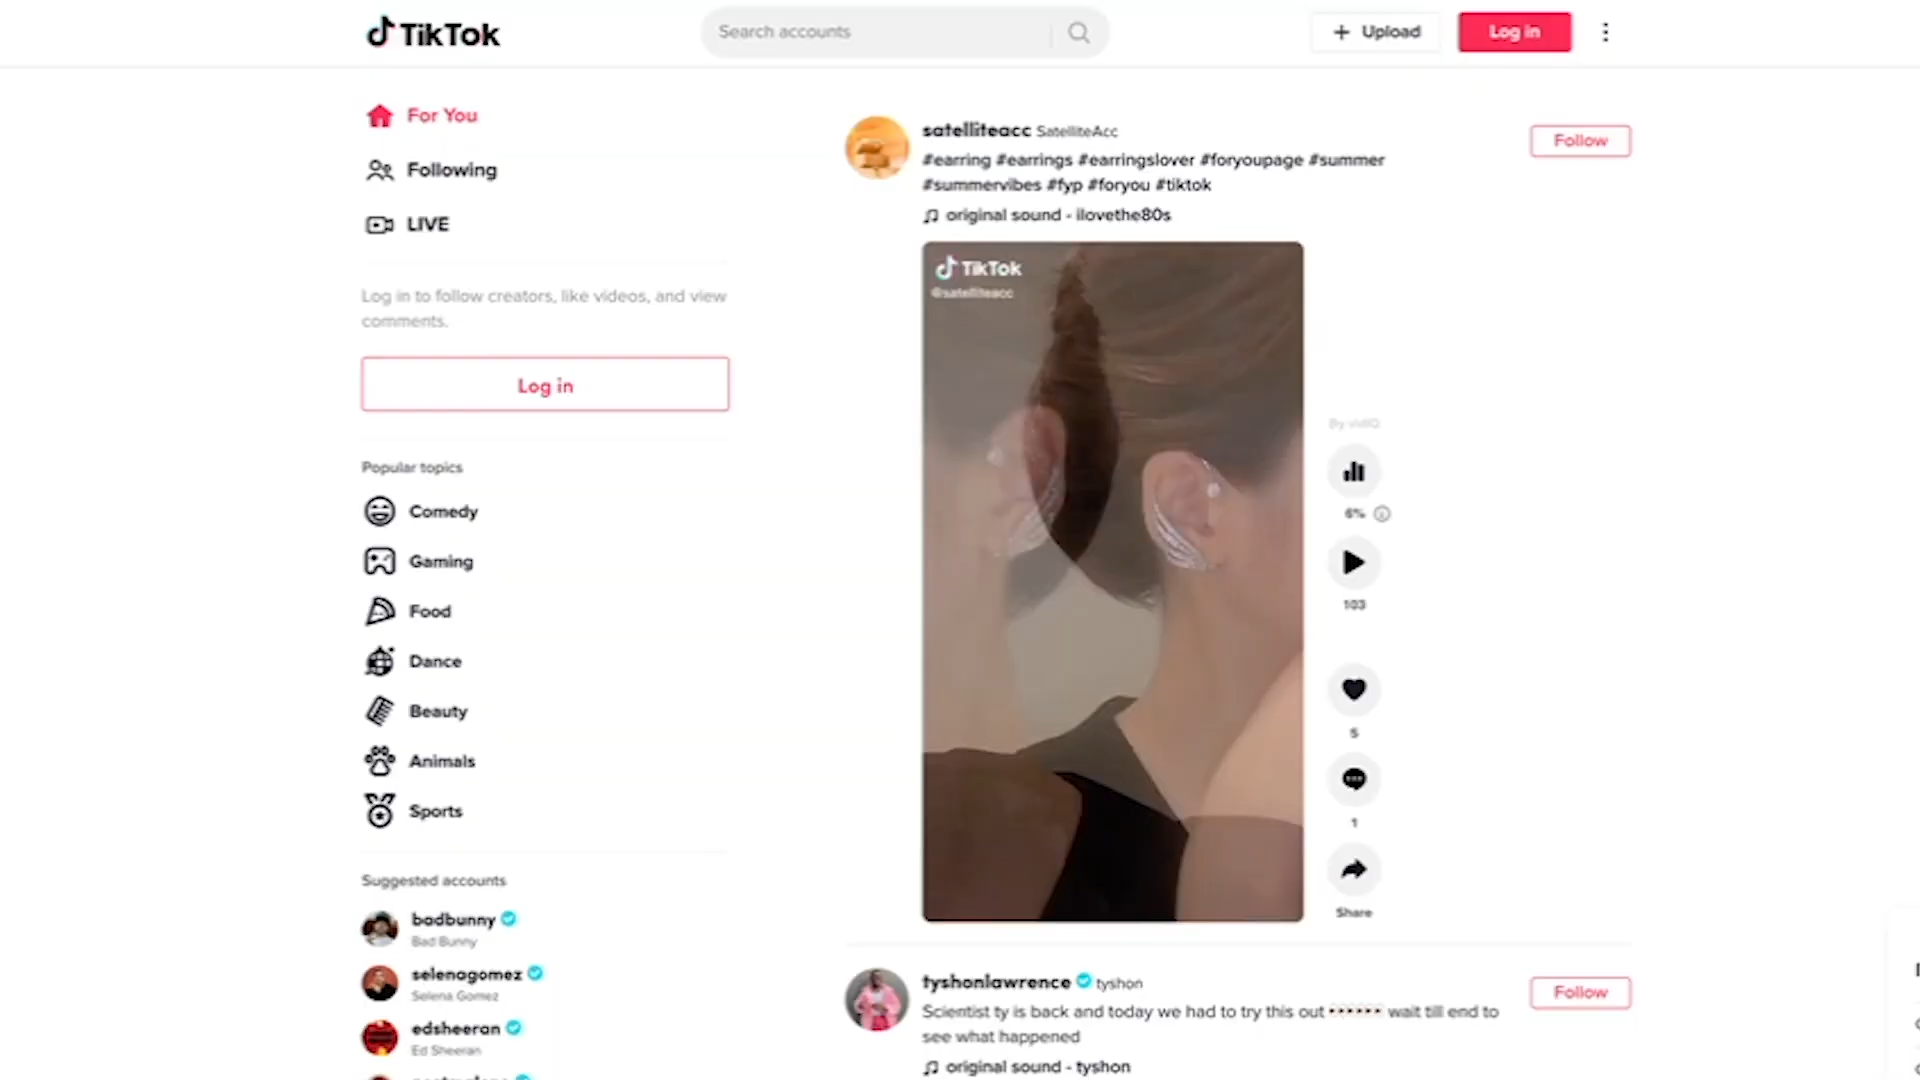 TikTok
Search accounts
Upload
Log in
For You
Following
LIVE
Log in to follow creators, like videos, and view
comments.
Log in
Popular topics
Comedy
Gaming
Food
Dance
Beauty
Animals
Sports
Suggested accounts
badbunny
Bad Bunny
selenagomez
Selena Gomez
edsheeran
Ed Sheeran
satelliteacc SatelliteAcc
Follow
#earring #earrings #earringslover #foryoupage #summer
#summervibes #fyp #foryou #tiktok
original sound - ilovethe80s
TikTok
@satelliteacc
By vidIQ
6%
103
5
1
Share
tyshonlawrence tyshon
Follow
Scientist ty is back and today we had to try this out wait till end to
see what happened
original sound - tyshon